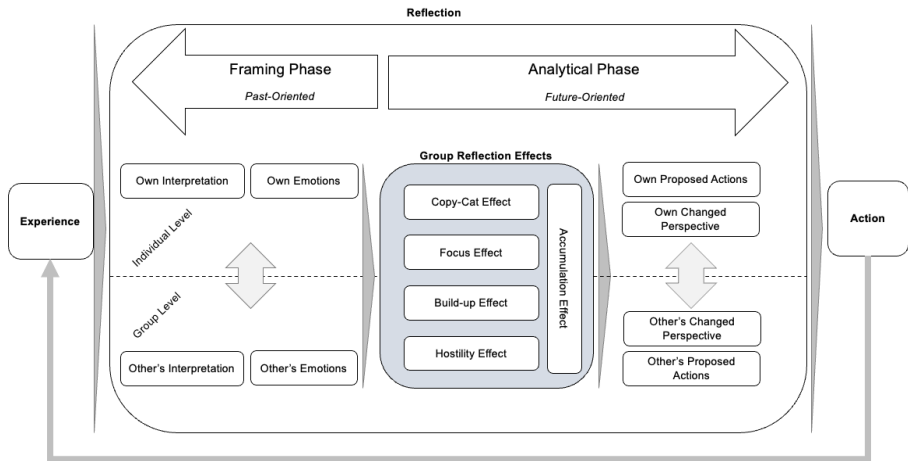 Reflection
Framing Phase
Past-Oriented
Analytical Phase
Future-Oriented
Group Reflection Effects
Experience
Own Interpretation
Own Emotions
Individual Level
Group Level
Other's Interpretation
Other's Emotions
Copy-Cat Effect
Focus Effect
Build-up Effect
Hostility Effect
Accumulation Effect
Own Proposed Actions
Own Changed
Perspective
Other's Changed
Perspective
Other's Proposed
Actions
Action